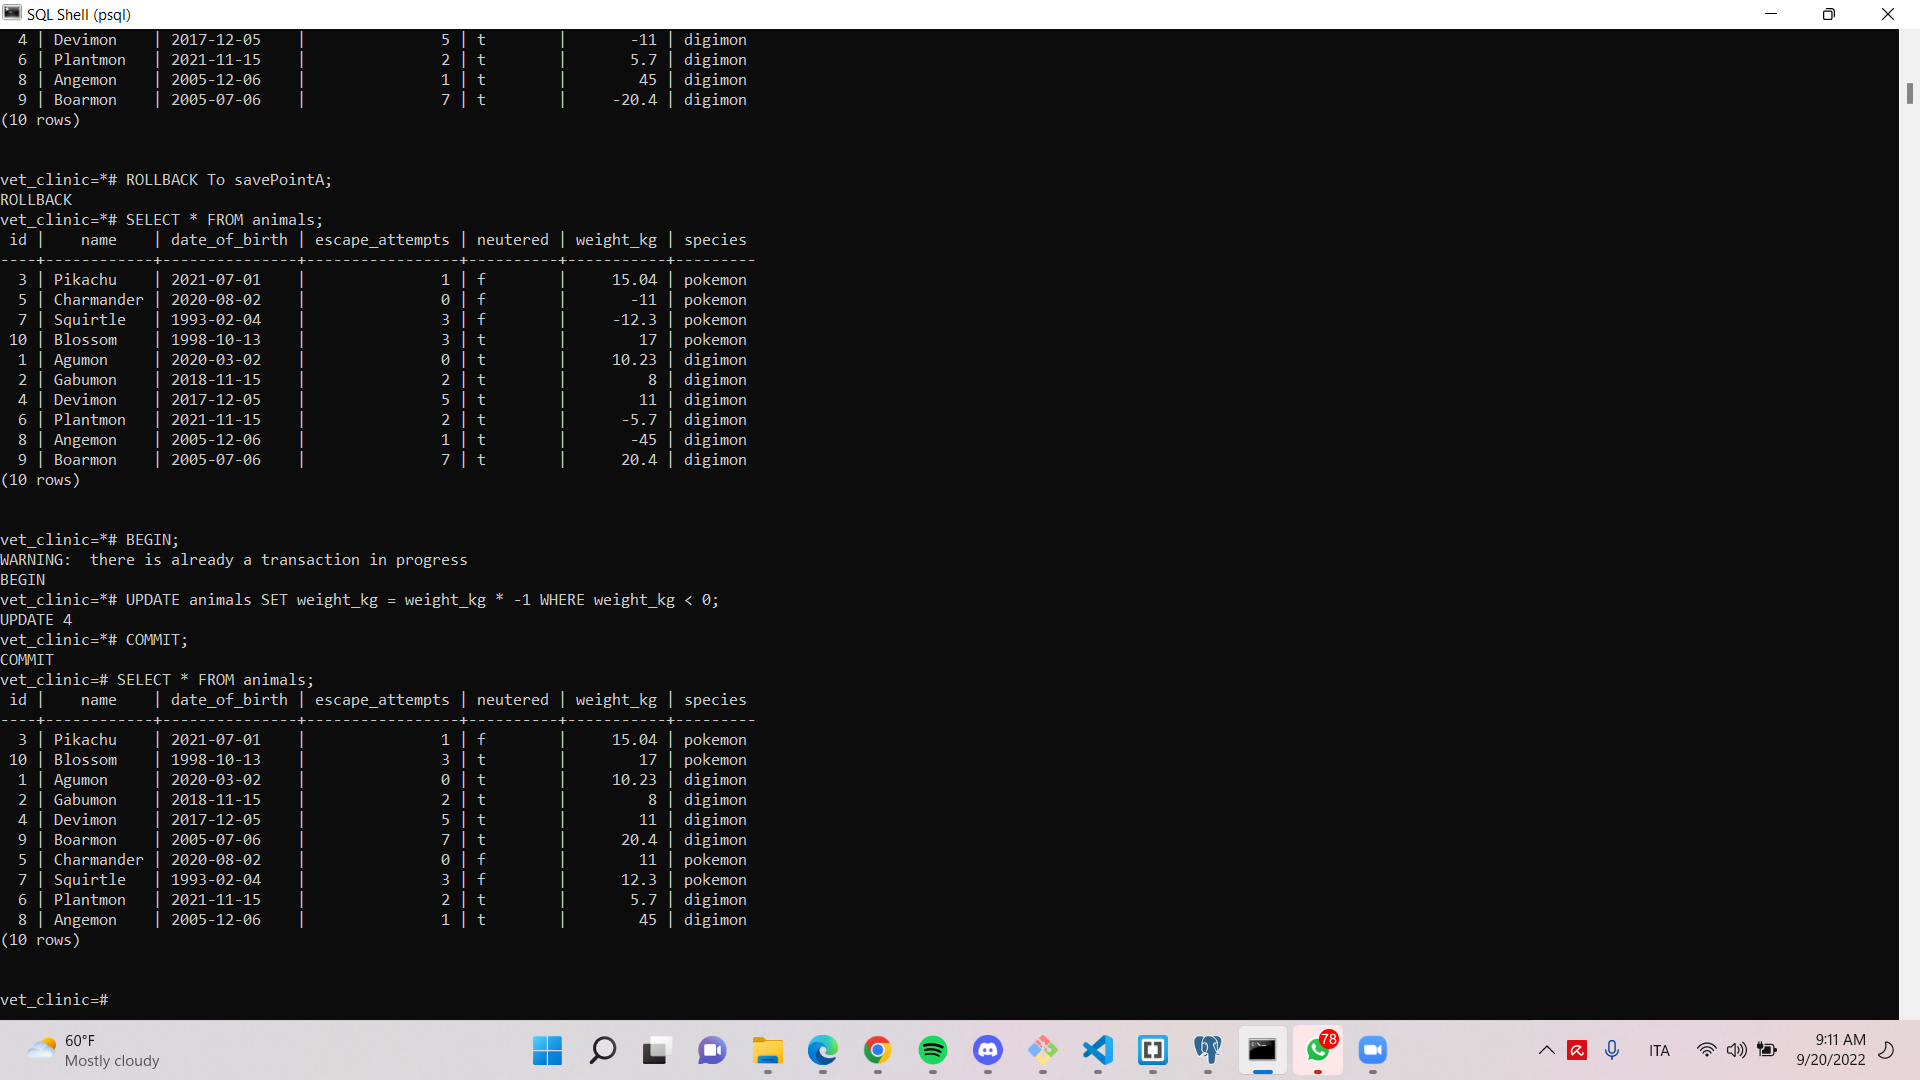 SQL Shell (psql)
  4 | Devimon    | 2017-12-05    |               5 | t        |       -11 | digimon
  6 | Plantmon   | 2021-11-15    |               2 | t        |       5.7 | digimon
  8 | Angemon    | 2005-12-06    |               1 | t        |        45 | digimon
  9 | Boarmon    | 2005-07-06    |               7 | t        |     -20.4 | digimon
(10 rows)
vet_clinic=*# ROLLBACK To savePointA;
ROLLBACK
vet_clinic=*# SELECT * FROM animals;
 id |    name    | date_of_birth | escape_attempts | neutered | weight_kg | species
----+------------+---------------+-----------------+----------+-----------+---------
  3 | Pikachu    | 2021-07-01    |               1 | f        |     15.04 | pokemon
  5 | Charmander | 2020-08-02    |               0 | f        |       -11 | pokemon
  7 | Squirtle   | 1993-02-04    |               3 | f        |     -12.3 | pokemon
 10 | Blossom    | 1998-10-13    |               3 | t        |        17 | pokemon
  1 | Agumon     | 2020-03-02    |               0 | t        |     10.23 | digimon
  2 | Gabumon    | 2018-11-15    |               2 | t        |         8 | digimon
  4 | Devimon    | 2017-12-05    |               5 | t        |        11 | digimon
  6 | Plantmon   | 2021-11-15    |               2 | t        |      -5.7 | digimon
  8 | Angemon    | 2005-12-06    |               1 | t        |       -45 | digimon
  9 | Boarmon    | 2005-07-06    |               7 | t        |      20.4 | digimon
(10 rows)
vet_clinic=*# BEGIN;
WARNING:  there is already a transaction in progress
BEGIN
vet_clinic=*# UPDATE animals SET weight_kg = weight_kg * -1 WHERE weight_kg < 0;
UPDATE 4
vet_clinic=*# COMMIT;
COMMIT
vet_clinic=# SELECT * FROM animals;
 id |    name    | date_of_birth | escape_attempts | neutered | weight_kg | species
----+------------+---------------+-----------------+----------+-----------+---------
  3 | Pikachu    | 2021-07-01    |               1 | f        |     15.04 | pokemon
 10 | Blossom    | 1998-10-13    |               3 | t        |        17 | pokemon
  1 | Agumon     | 2020-03-02    |               0 | t        |     10.23 | digimon
  2 | Gabumon    | 2018-11-15    |               2 | t        |         8 | digimon
  4 | Devimon    | 2017-12-05    |               5 | t        |        11 | digimon
  9 | Boarmon    | 2005-07-06    |               7 | t        |      20.4 | digimon
  5 | Charmander | 2020-08-02    |               0 | f        |        11 | pokemon
  7 | Squirtle   | 1993-02-04    |               3 | f        |      12.3 | pokemon
  6 | Plantmon   | 2021-11-15    |               2 | t        |       5.7 | digimon
  8 | Angemon    | 2005-12-06    |               1 | t        |        45 | digimon
(10 rows)
vet_clinic=#
60°F
Mostly cloudy
78
ITA
9:11 AM
9/20/2022